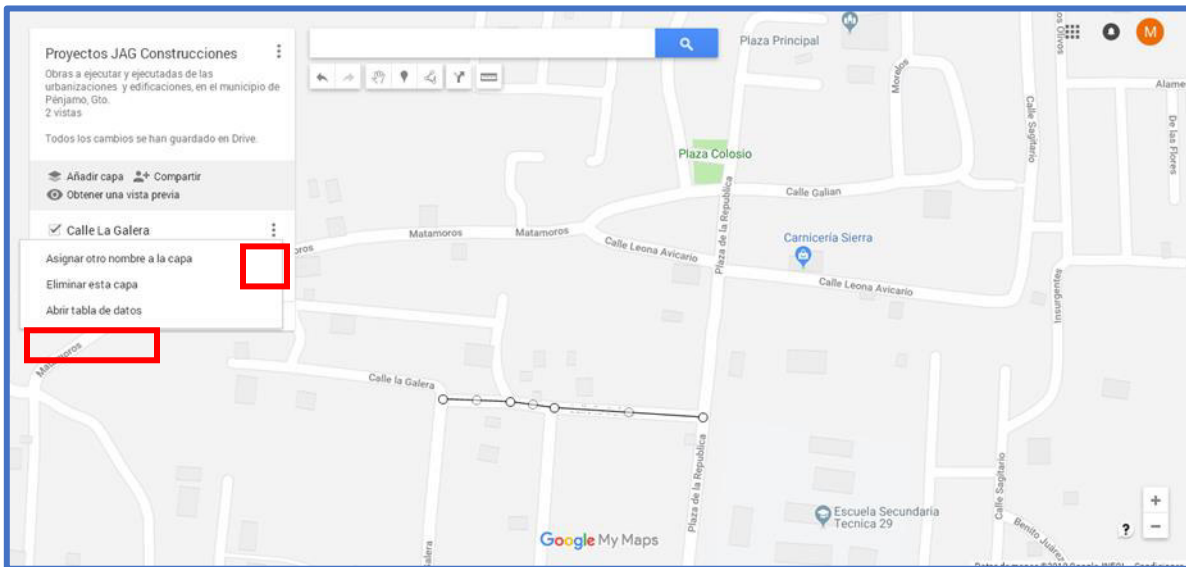 Proyectos JAG Construcciones
Obras a ejecutar y ejecutadas de las
urbanizaciones y edificaciones, en el municipio de
Pénjamo, Gto.
2 vistas
Todos los cambios se han guardado en Drive.
Añadir capa Compartir
Obtener una vista previa
Calle La Galera
Asignar otro nombre a la capa
Eliminar esta capa
Abrir tabla de datos
M
Plaza Principal
Morelos
os Olivos
Alame
De las Flores
Calle Sagitario
Plaza Colosio
Calle Galian
Plaza de la Republica
Matamoros
Matamoros
oros
Calle Leona Avicario
Carnicería Sierra
Calle Leona Avicario
Insurgentes
Matamoros
Calle la Galera
Plaza de la Republica
Galera
Calle Sagitario
Escuela Secundaria
Tecnica 29
Benito Juárez
Google My Maps
+
?
−